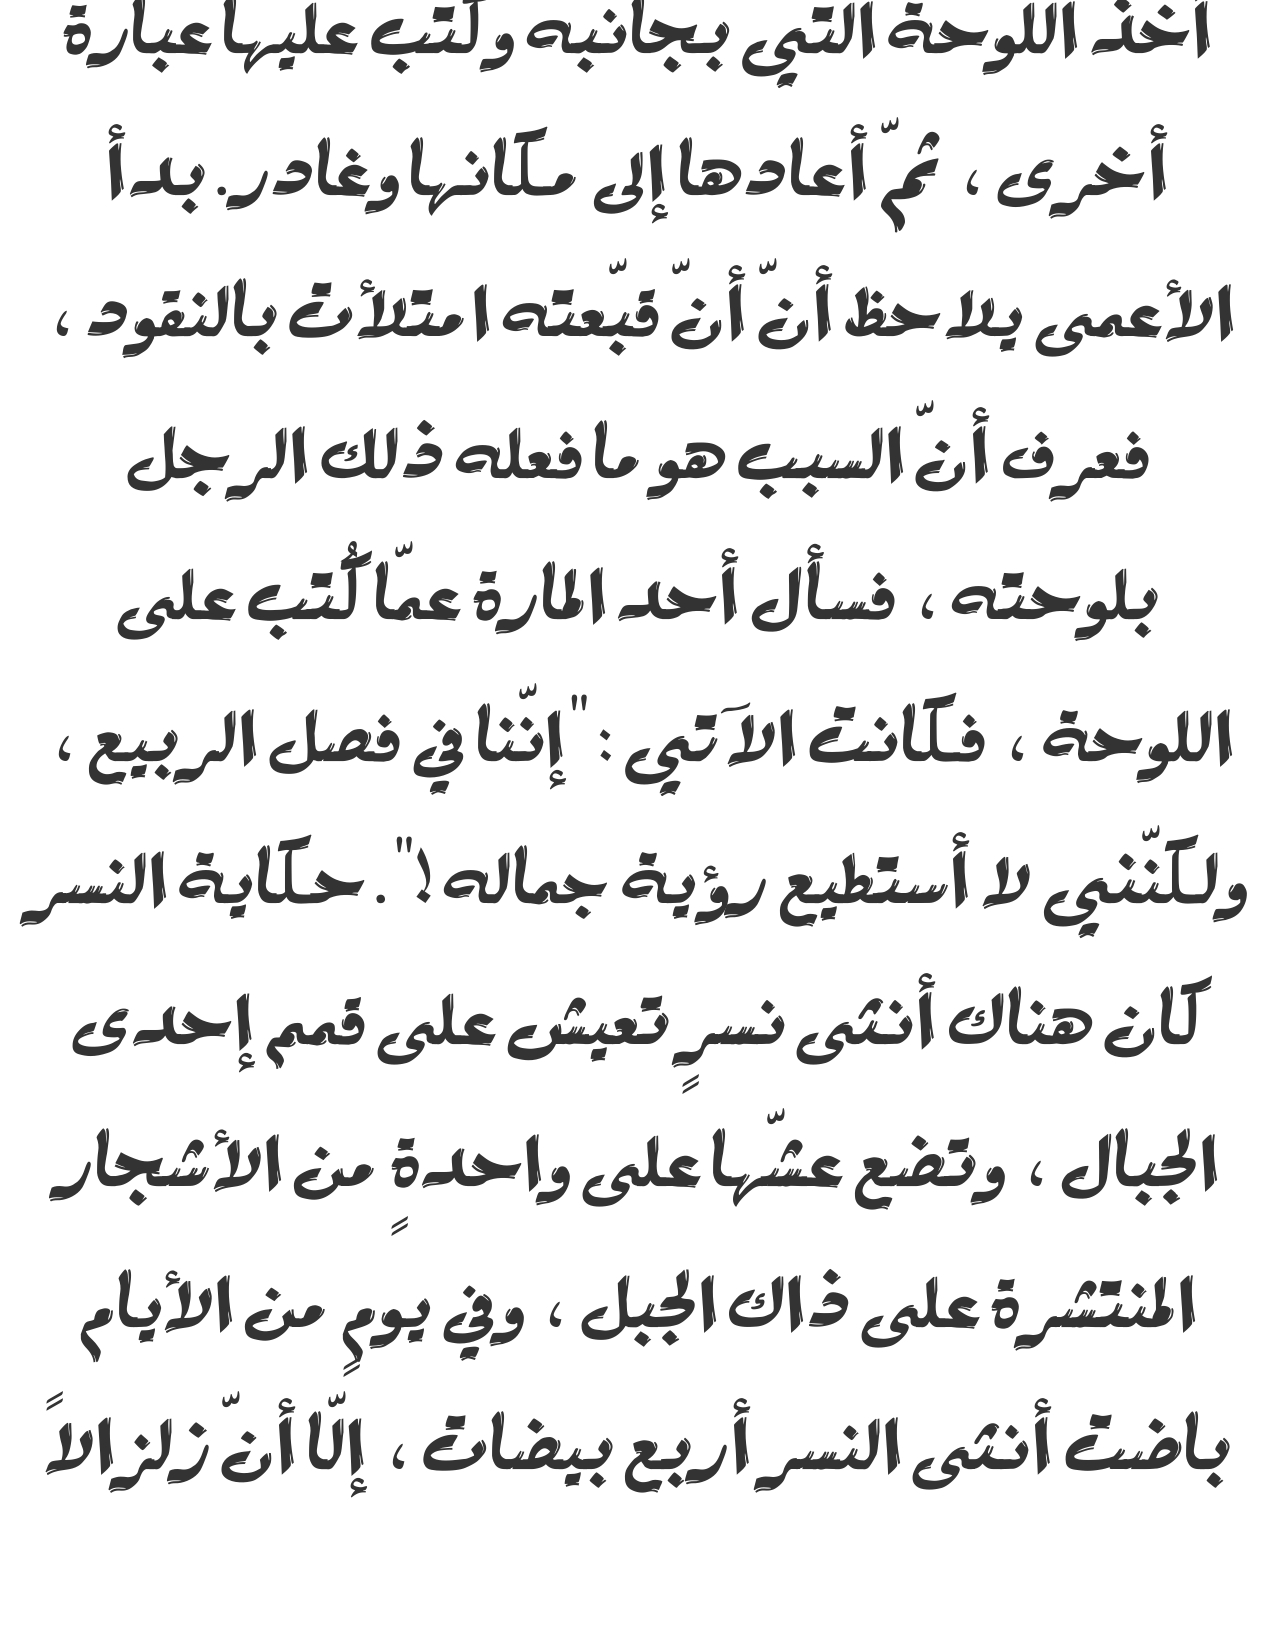 أخذ اللوحة التي بجانبه وكتب عليها عبارة
أخرى ، ثمّ أعادها إلى مكانها وغادر. بدأ
الأعمى يلاحظ أنّ أنّ قبّعته امتلأت بالنقود ،
فعرف أنّ السبب هو ما فعله ذلك الرجل
بلوحته ، فسأل أحد المارة عمّا كُتب على
اللوحة ، فكانت الآتي : "إنّنا في فصل الربيع ،
ولكنّني لا أستطيع رؤية جماله!". حكاية النسر
كان هناك أنثى نسرٍ تعيش على قمم إحدى
الجبال ، وتضع عشّها على واحدةٍ من الأشجار
المنتشرة على ذاك الجبل ، وفي يومٍ من الأيام
باضت أنثى النسر أربع بيضات ، إلّا أنّ زلزالاً